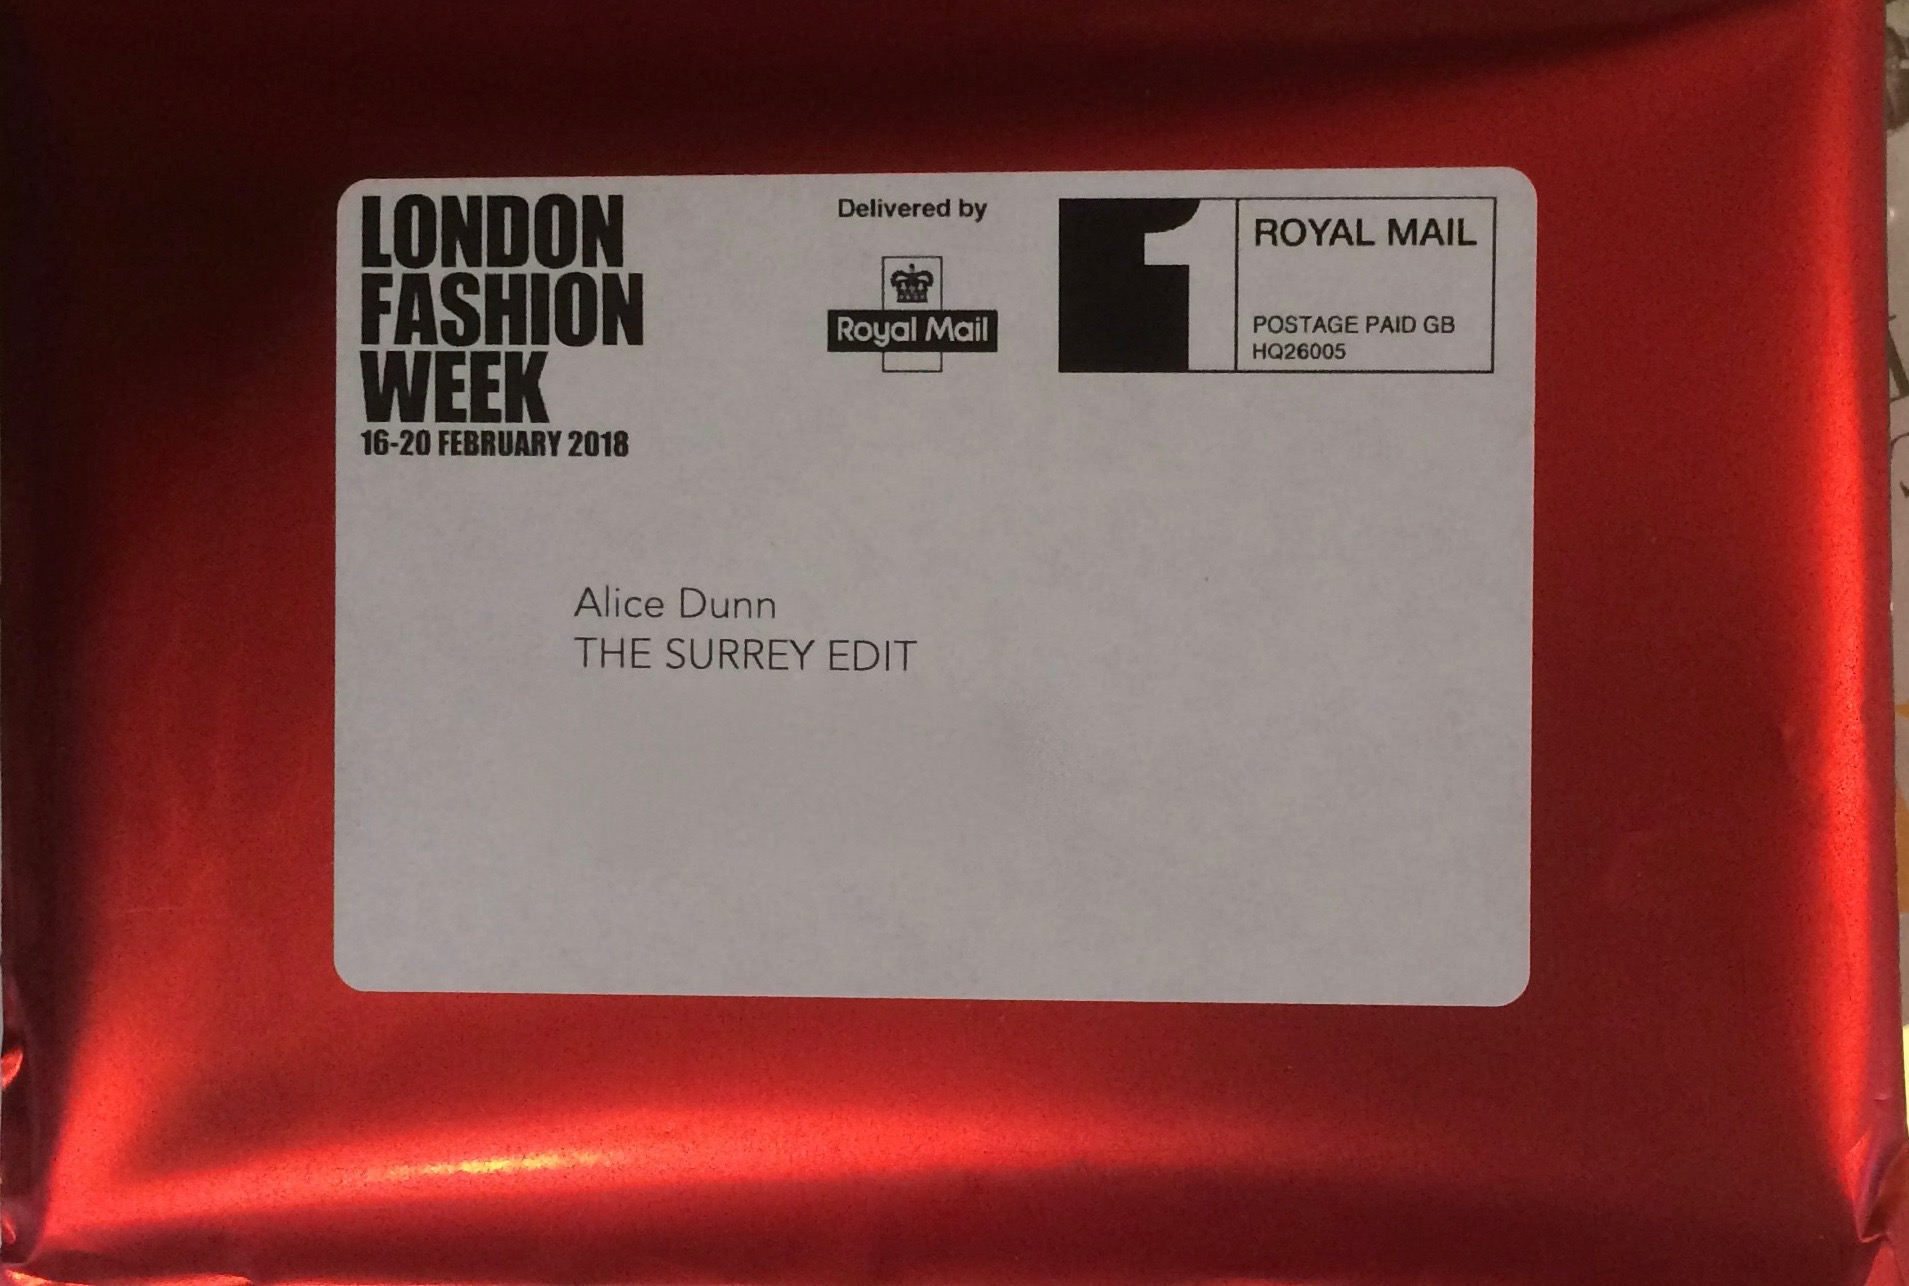 LONDON
FASHION
WEEK
16-20 FEBRUARY 2018
Delivered by
Royal Mail
1
ROYAL MAIL
POSTAGE PAID GB
HQ26005
Alice Dunn
THE SURREY EDIT